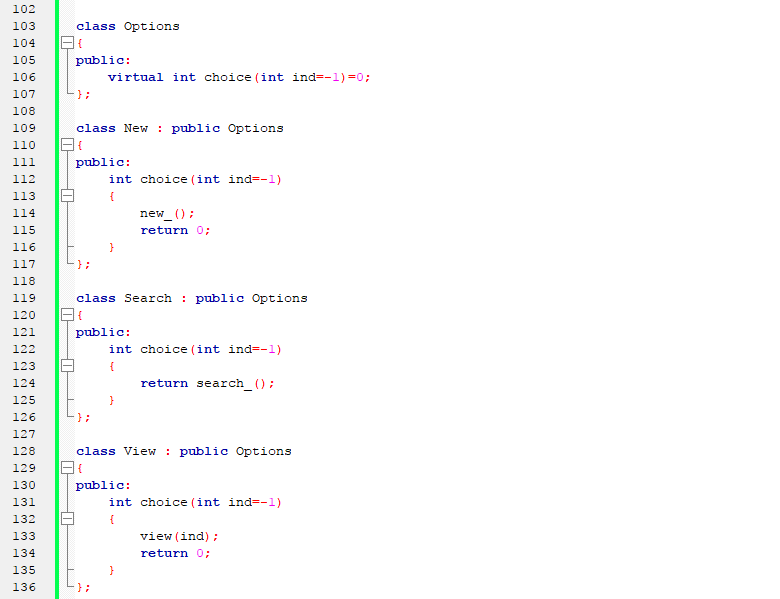 102
103 class Options
104 {
105 public:
106     virtual int choice(int ind=-1)=0;
107 };
108
109 class New : public Options
110 {
111 public:
112     int choice(int ind=-1)
113     {
114         new_();
115         return 0;
116     }
117 };
118
119 class Search : public Options
120 {
121 public:
122     int choice(int ind=-1)
123     {
124         return search_();
125     }
126 };
127
128 class View : public Options
129 {
130 public:
131     int choice(int ind=-1)
132     {
133         view(ind);
134         return 0;
135     }
136 };